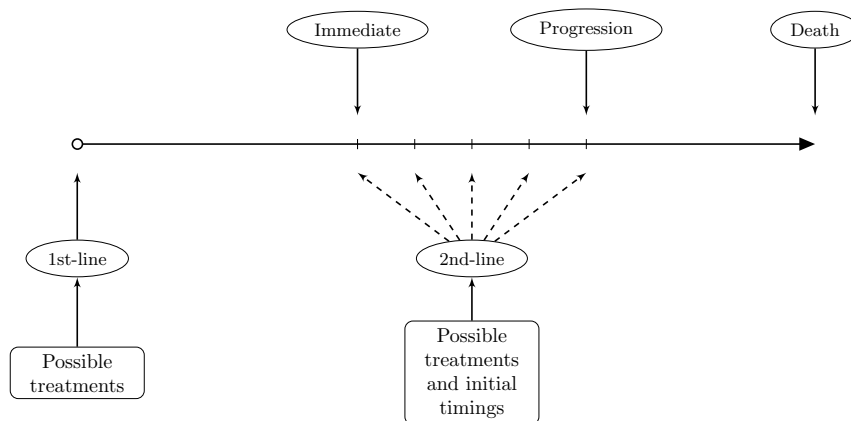 Immediate
Progression
Death
1st-line
2nd-line
Possible
treatments
Possible
treatments
and initial
timings